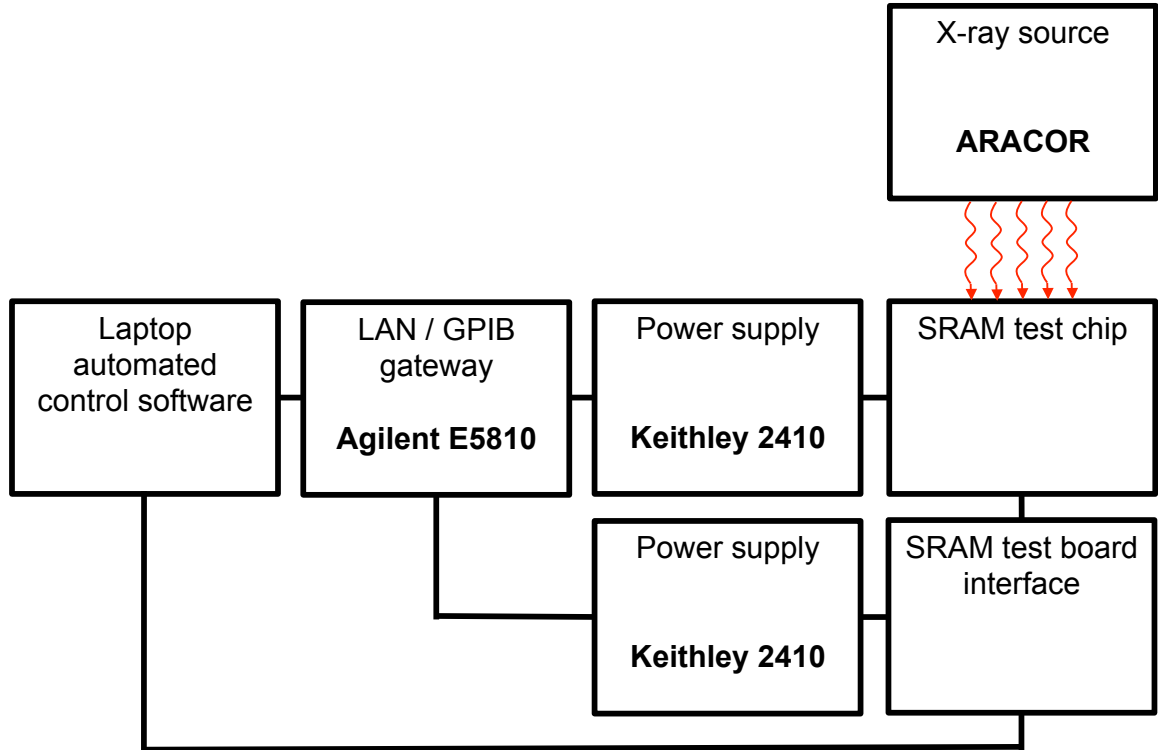 X-ray source
ARACOR
Laptop
automated
control software
LAN / GPIB
gateway
Agilent E5810
Power supply
Keithley 2410
SRAM test chip
Power supply
Keithley 2410
SRAM test board
interface